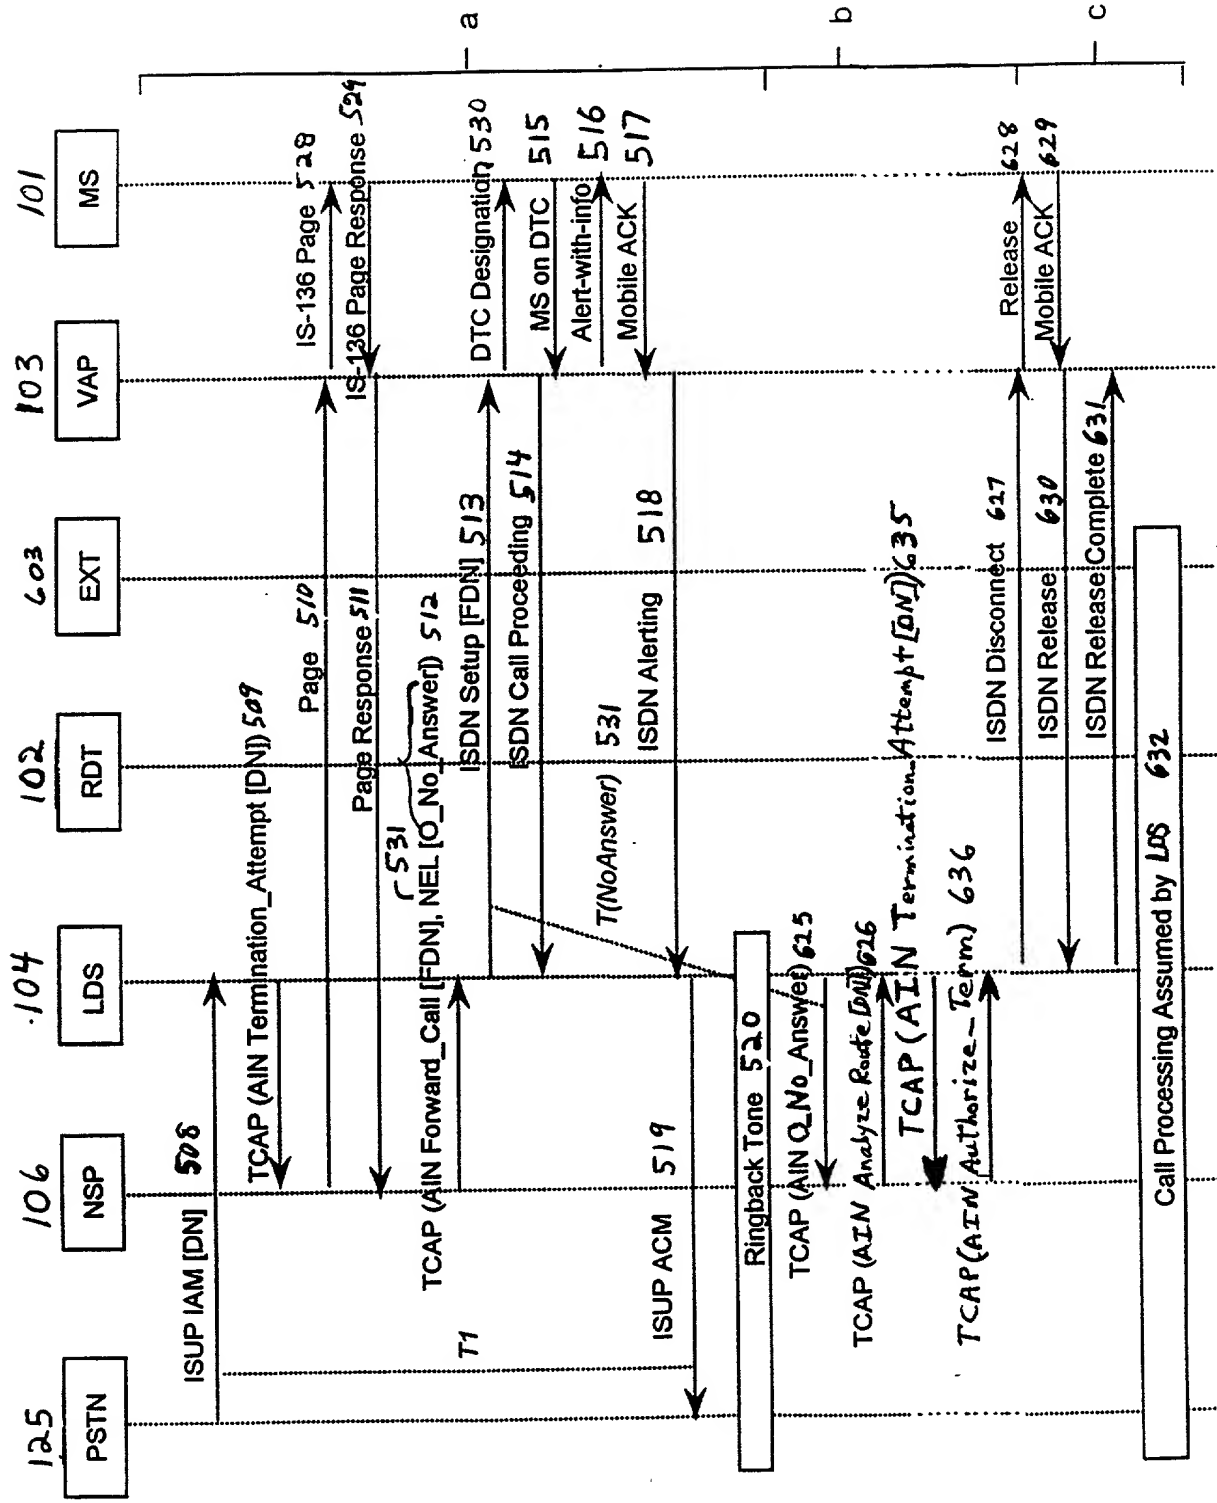 125
106
.104
102
603
103
101
PSTN
NSP
LDS
RDT
EXT
VAP
MS
ISUP IAM [DN] 508
TCAP (AIN Termination_Attempt [DN]) 509
Page 510
IS-136 Page 528
IS-136 Page Response 529
Page Response 511
531
TCAP (AIN Forward_Call [FDN], NEL [O_No_Answer]) 512
T1
ISDN Setup [FDN] 513
DTC Designation 530
a
ISDN Call Proceeding 514
MS on DTC 515
Alert-with-info 516
T(NoAnswer) 531
Mobile ACK 517
ISDN Alerting 518
ISUP ACM 519
Ringback Tone 520
TCAP (AIN O_No_Answer) 625
b
TCAP (AIN Analyze Route [DN]) 626
TCAP (AIN Termination_Attempt [DN]) 635
TCAP (AIN Authorize_Term) 636
ISDN Disconnect 627
Release 628
ISDN Release 630
Mobile ACK 629
c
ISDN Release Complete 631
Call Processing Assumed by LDS 632